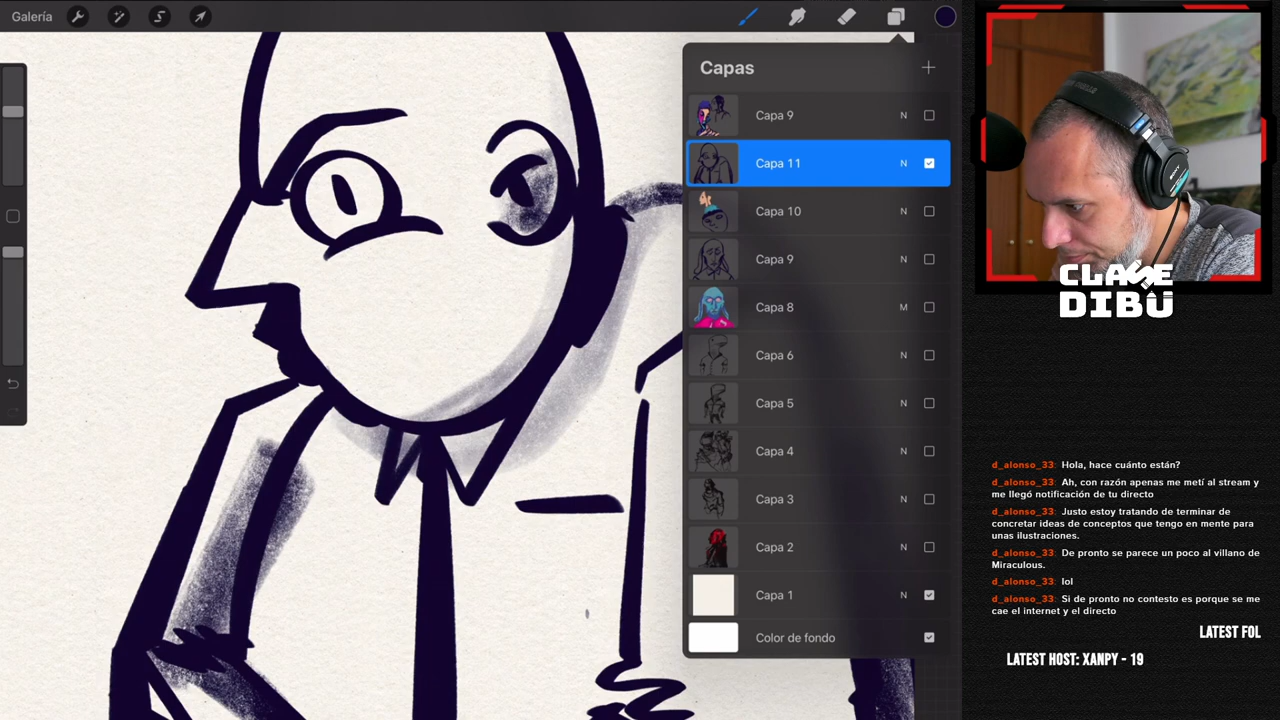 Galería
Capas
Capa 9 N
Capa 11 N
Capa 10 N
Capa 9 N
Capa 8 M
Capa 6 N
Capa 5 N
Capa 4 N
Capa 3 N
Capa 2 N
Capa 1 N
Color de fondo
SONY
CLASE
DIBU
d_alonso_33: Hola, hace cuánto están?
d_alonso_33: Ah, con razón apenas me metí al stream y
me llegó notificación de tu directo
d_alonso_33: Justo estoy tratando de terminar de
concretar ideas de conceptos que tengo en mente para
unas ilustraciones.
d_alonso_33: De pronto se parece un poco al villano de
Miraculous.
d_alonso_33: lol
d_alonso_33: Si de pronto no contesto es porque se me
cae el internet y el directo
LATEST FOL
LATEST HOST: XANPY - 19